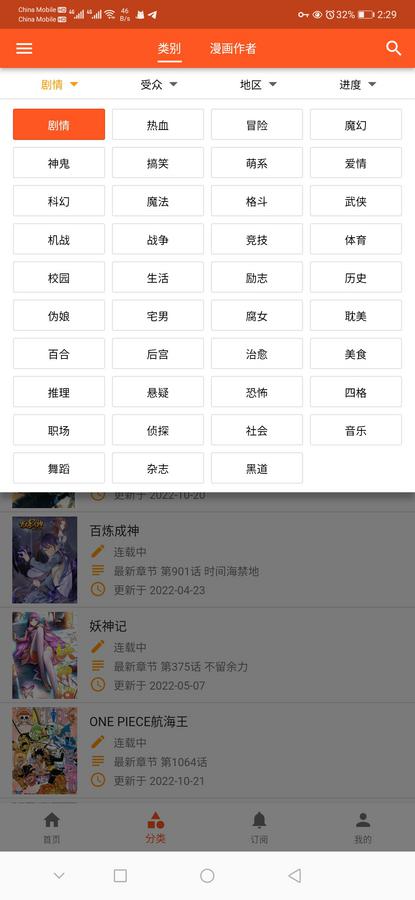 China Mobile HD
China Mobile HD
46 B/s
32%
2:29
类别 漫画作者
剧情 受众 地区 进度
剧情 热血 冒险 魔幻
神鬼 搞笑 萌系 爱情
科幻 魔法 格斗 武侠
机战 战争 竞技 体育
校园 生活 励志 历史
伪娘 宅男 腐女 耽美
百合 后宫 治愈 美食
推理 悬疑 恐怖 四格
职场 侦探 社会 音乐
舞蹈 杂志 黑道
更新于 2022-10-20
百炼成神
连载中
最新章节 第901话 时间海禁地
更新于 2022-04-23
妖神记
连载中
最新章节 第375话 不留余力
更新于 2022-05-07
ONE PIECE航海王
连载中
最新章节 第1064话
更新于 2022-10-21
首页 分类 订阅 我的